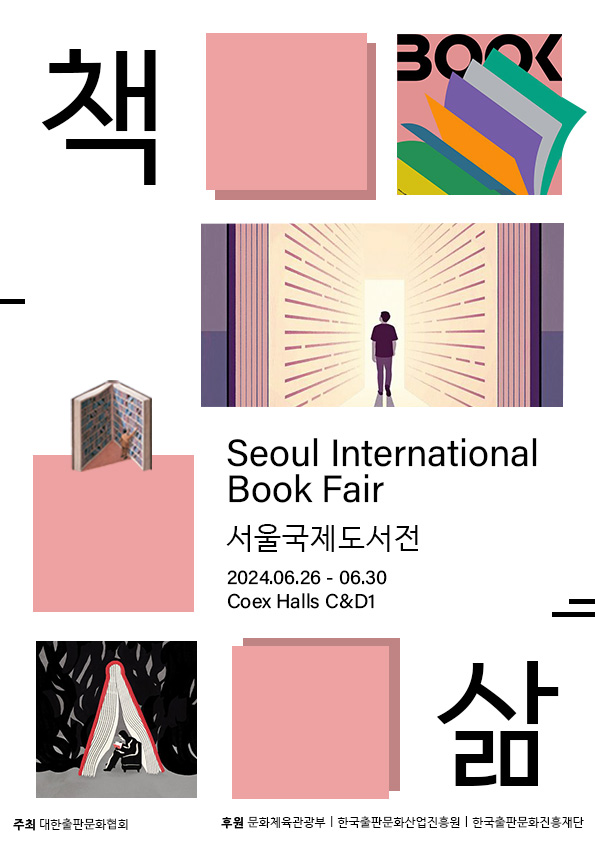 책
BOOK
Seoul International
Book Fair
서울국제도서전
2024.06.26 - 06.30
Coex Halls C&D1
삶
주최 대한출판문화협회
후원 문화체육관광부 | 한국출판문화산업진흥원 | 한국출판문화진흥재단